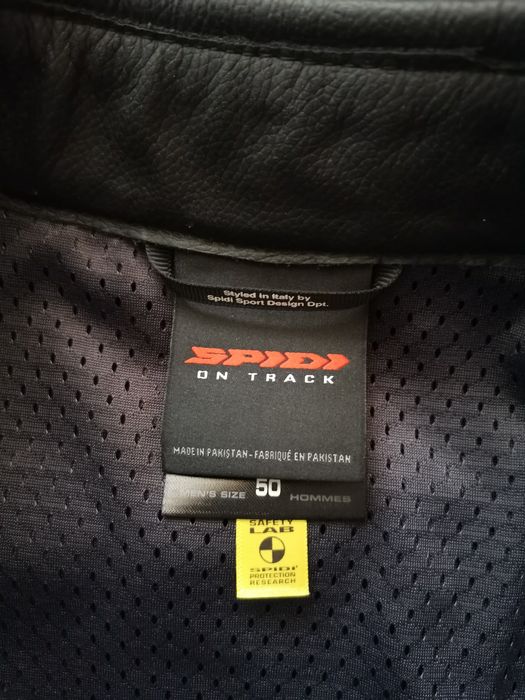 Styled in Italy by
Spidi Sport Design Dpt.
SPIDI
ON TRACK
MADE IN PAKISTAN - FABRIQUÉ EN PAKISTAN
MEN'S SIZE 50 HOMMES
SAFETY
LAB
SPIDI
PROTECTION
RESEARCH